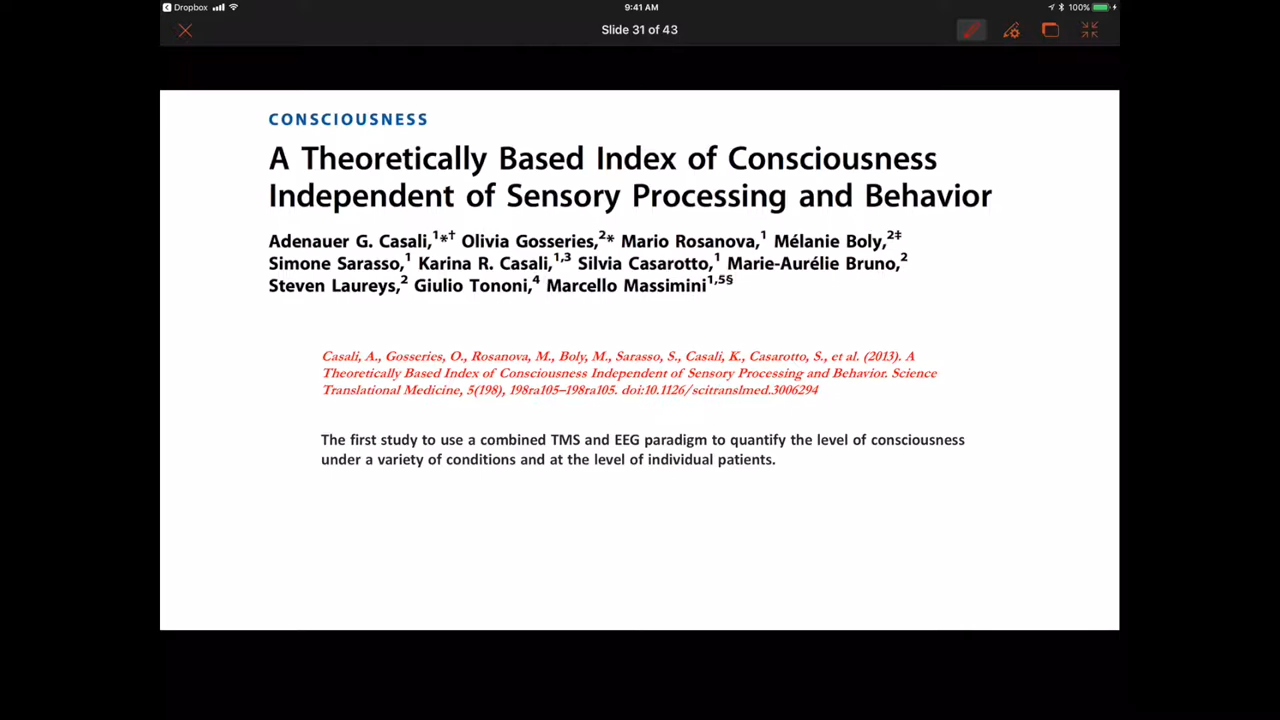 Dropbox
9:41 AM
100%
Slide 31 of 43
CONSCIOUSNESS
A Theoretically Based Index of Consciousness
Independent of Sensory Processing and Behavior
Adenauer G. Casali,1*† Olivia Gosseries,2* Mario Rosanova,1 Mélanie Boly,2‡
Simone Sarasso,1 Karina R. Casali,1,3 Silvia Casarotto,1 Marie-Aurélie Bruno,2
Steven Laureys,2 Giulio Tononi,4 Marcello Massimini1,5§
Casali, A., Gosseries, O., Rosanova, M., Boly, M., Sarasso, S., Casali, K., Casarotto, S., et al. (2013). A
Theoretically Based Index of Consciousness Independent of Sensory Processing and Behavior. Science
Translational Medicine, 5(198), 198ra105–198ra105. doi:10.1126/scitranslmed.3006294
The first study to use a combined TMS and EEG paradigm to quantify the level of consciousness
under a variety of conditions and at the level of individual patients.